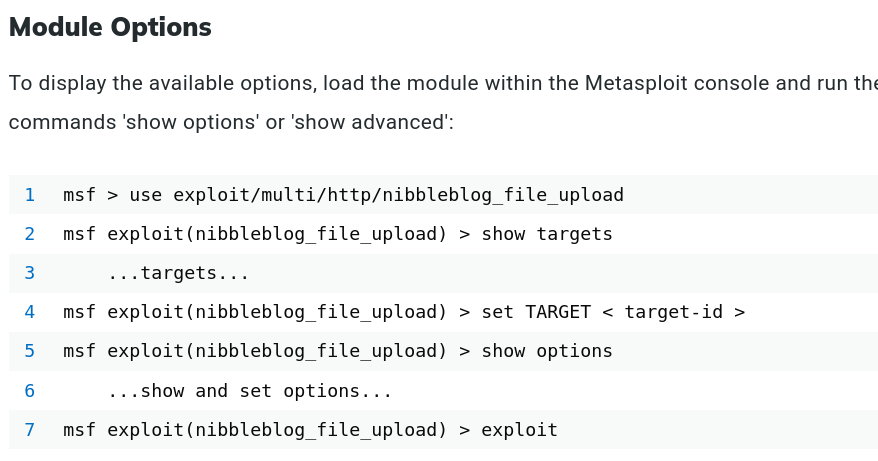 Module Options
To display the available options, load the module within the Metasploit console and run the
commands 'show options' or 'show advanced':
1 msf > use exploit/multi/http/nibbleblog_file_upload
2 msf exploit(nibbleblog_file_upload) > show targets
3 ...targets...
4 msf exploit(nibbleblog_file_upload) > set TARGET < target-id >
5 msf exploit(nibbleblog_file_upload) > show options
6 ...show and set options...
7 msf exploit(nibbleblog_file_upload) > exploit